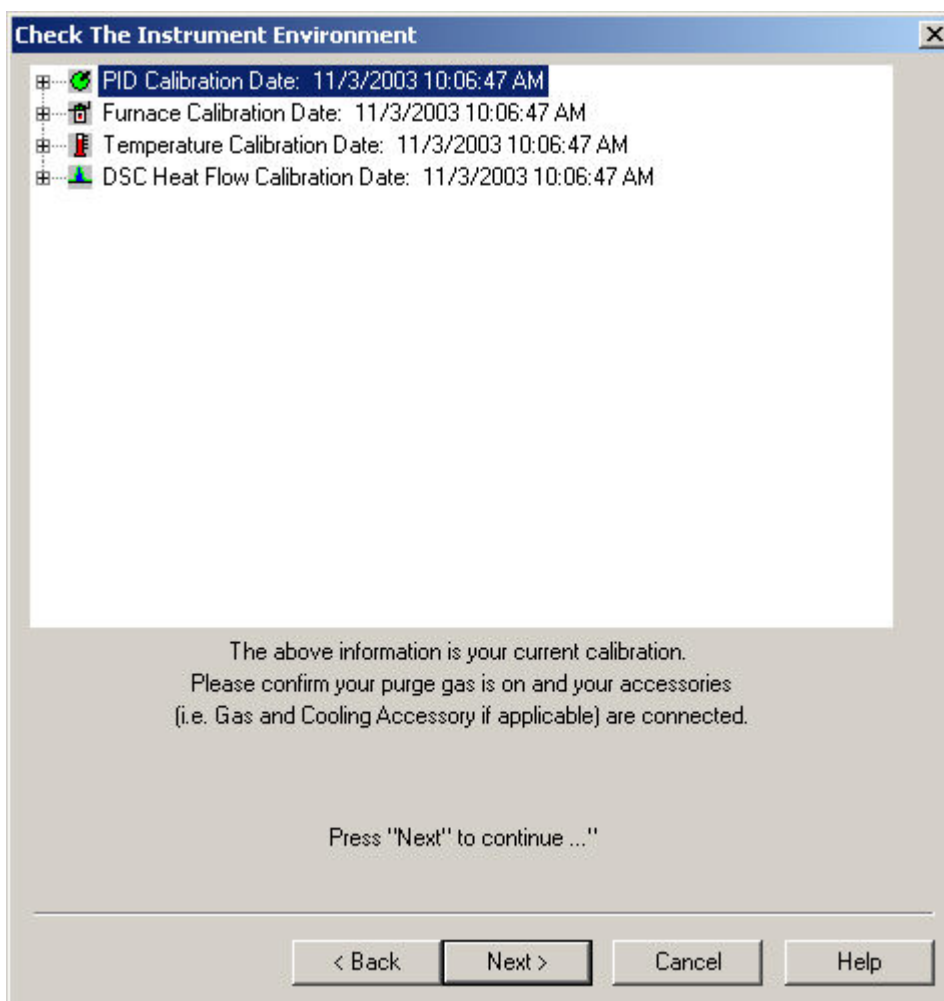 Check The Instrument Environment
PID Calibration Date: 11/3/2003 10:06:47 AM
Furnace Calibration Date: 11/3/2003 10:06:47 AM
Temperature Calibration Date: 11/3/2003 10:06:47 AM
DSC Heat Flow Calibration Date: 11/3/2003 10:06:47 AM
The above information is your current calibration.
Please confirm your purge gas is on and your accessories
(i.e. Gas and Cooling Accessory if applicable) are connected.
Press "Next" to continue ..."
< Back
Next >
Cancel
Help